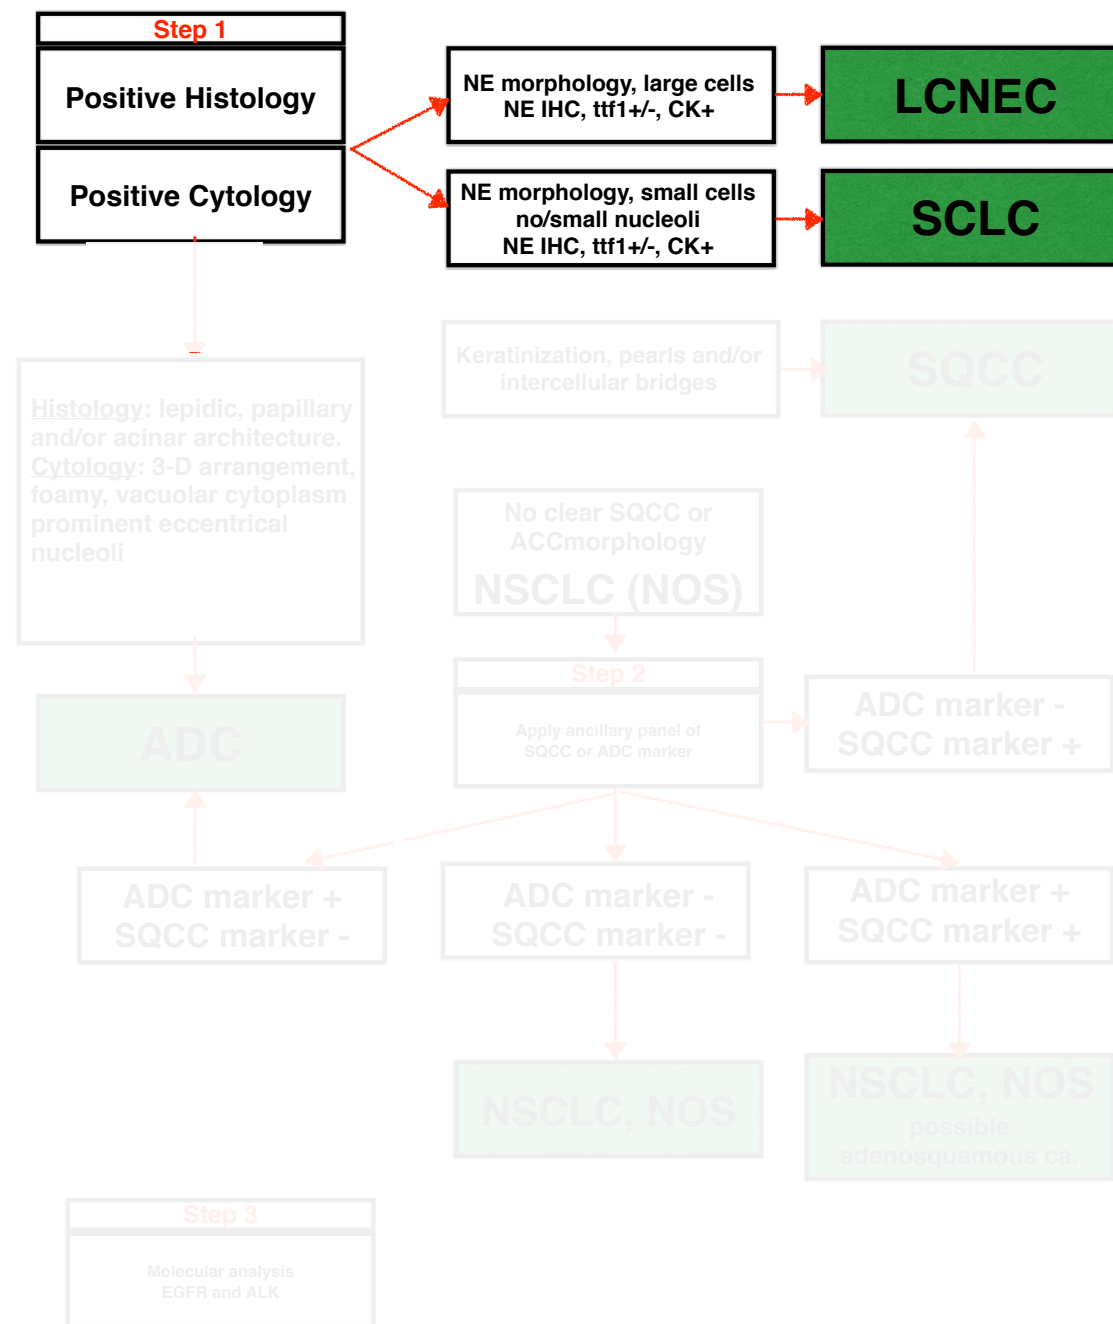 Step 1
Positive Histology
Positive Cytology
NE morphology, large cells
NE IHC, ttf1+/-, CK+
LCNEC
NE morphology, small cells
no/small nucleoli
NE IHC, ttf1+/-, CK+
SCLC
Keratinization, pearls and/or
intercellular bridges
SQCC
Histology: lepidic, papillary
and/or acinar architecture.
Cytology: 3-D arrangement,
foamy, vacuolar cytoplasm
prominent eccentrical
nucleoli
No clear SQCC or
ACCmorphology
NSCLC (NOS)
Step 2
Apply ancillary panel of
SQCC or ADC marker
ADC marker -
SQCC marker +
ADC
ADC marker +
SQCC marker -
ADC marker -
SQCC marker -
ADC marker +
SQCC marker +
NSCLC, NOS
NSCLC, NOS
possible
adenosquamous ca.
Step 3
Molecular analysis
EGFR and ALK